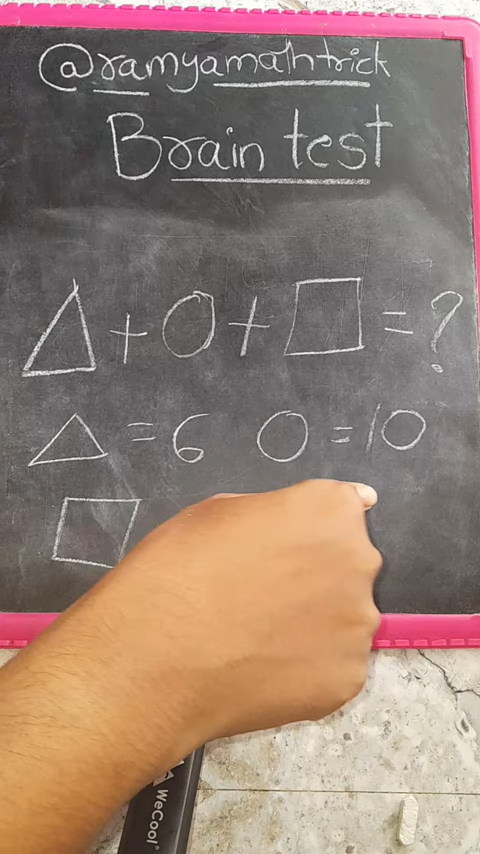 @ramyamathtrick
Brain test
△ + ○ + □ = ?
△ = 6 ○ = 10
□
WeCool